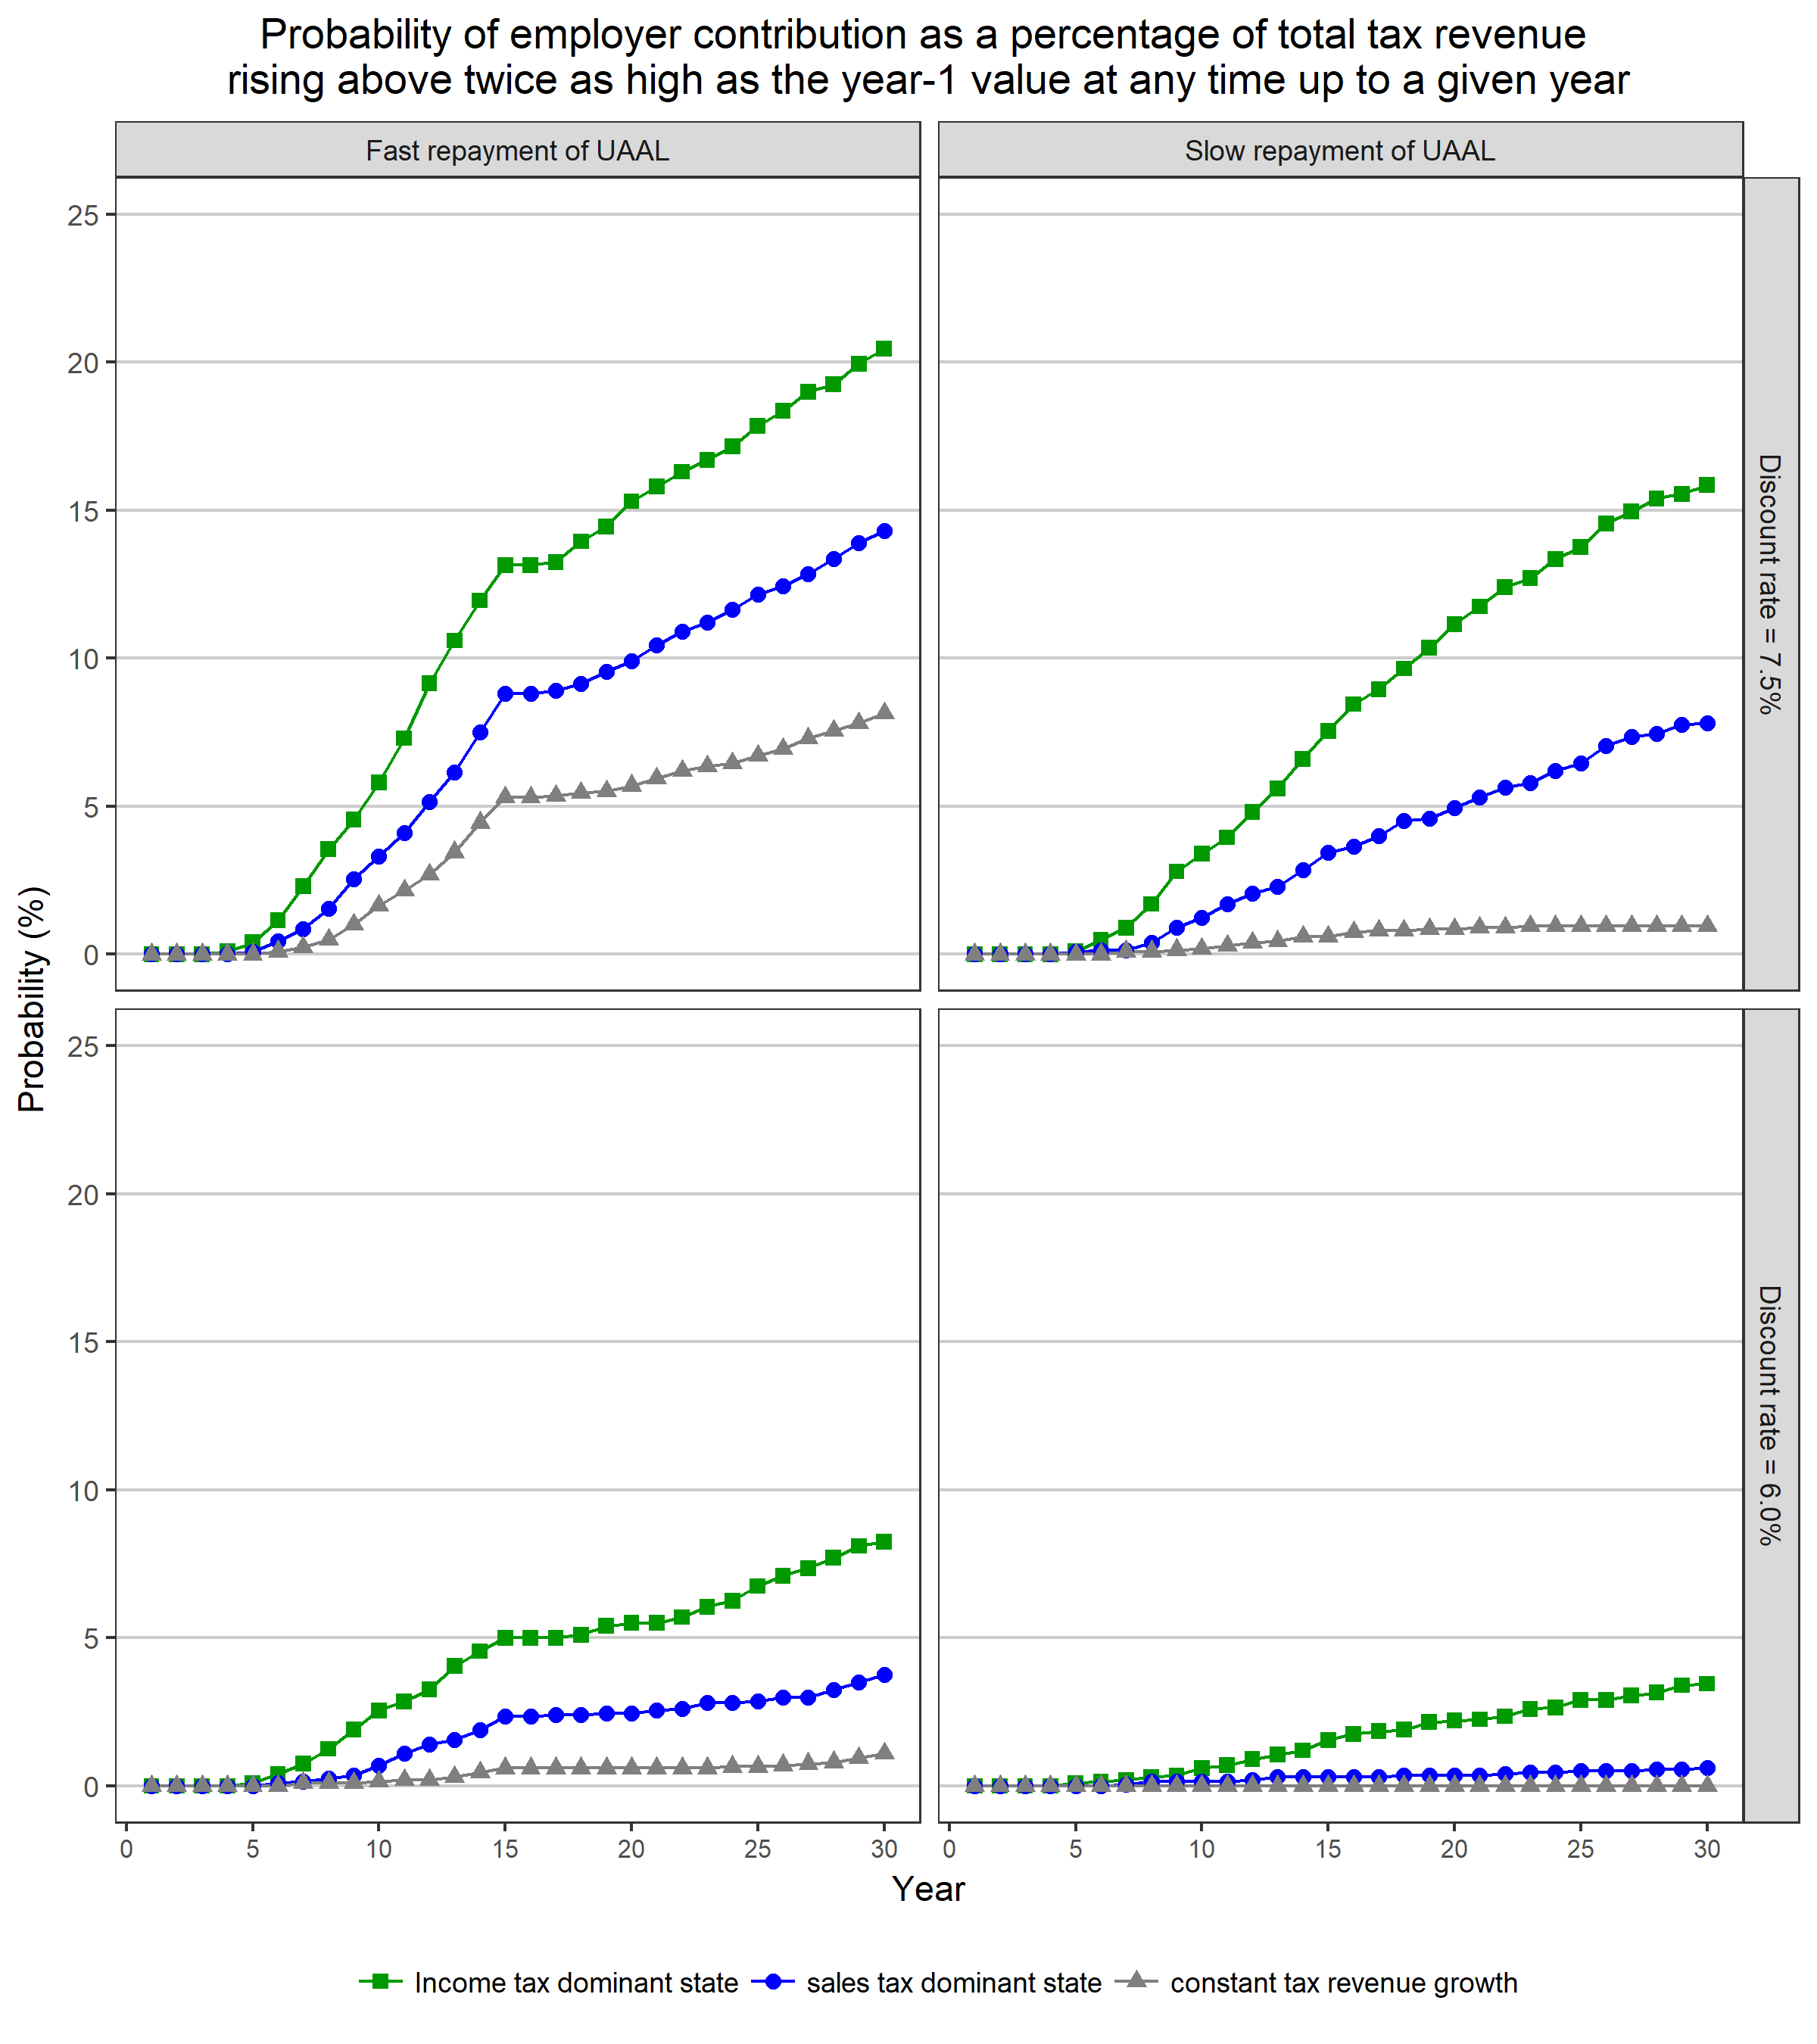 Probability of employer contribution as a percentage of total tax revenue
rising above twice as high as the year-1 value at any time up to a given year
Fast repayment of UAAL
Slow repayment of UAAL
25
20
15
10
5
0
Discount rate = 7.5%
Probability (%)
25
20
15
10
5
0
Discount rate = 6.0%
0 5 10 15 20 25 30
0 5 10 15 20 25 30
Year
Income tax dominant state
sales tax dominant state
constant tax revenue growth